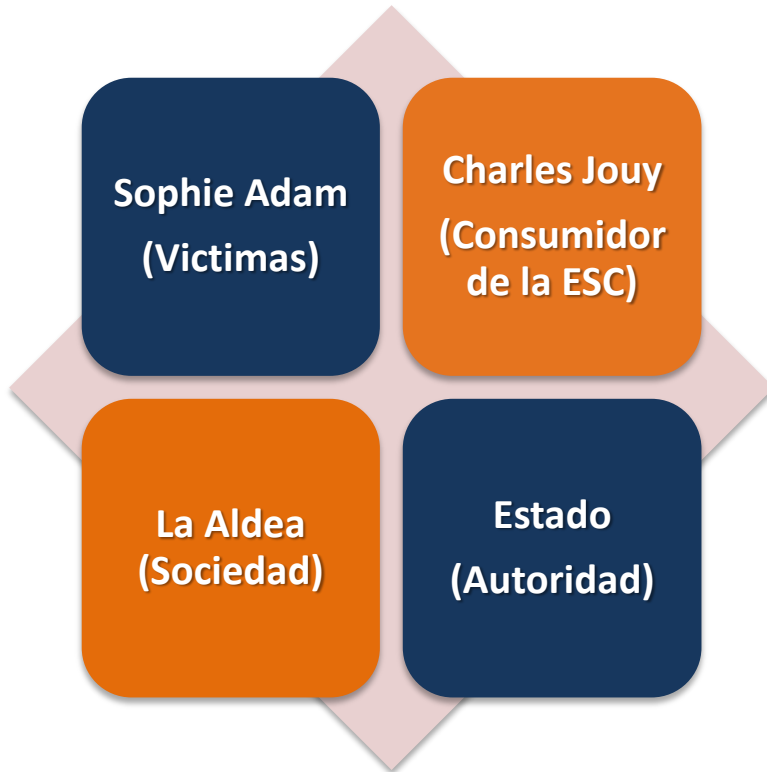 Sophie Adam
(Victimas)
Charles Jouy
(Consumidor
de la ESC)
La Aldea
(Sociedad)
Estado
(Autoridad)